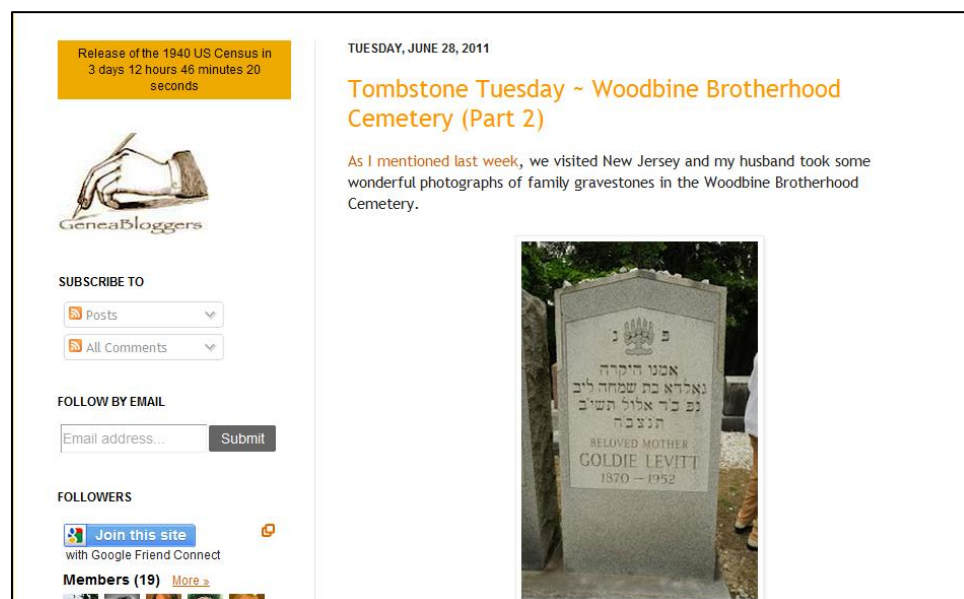 Release of the 1940 US Census in
3 days 12 hours 46 minutes 20
seconds
GeneaBloggers
SUBSCRIBE TO
Posts
All Comments
FOLLOW BY EMAIL
Email address...
Submit
FOLLOWERS
Join this site
with Google Friend Connect
Members (19) More »
TUESDAY, JUNE 28, 2011
Tombstone Tuesday ~ Woodbine Brotherhood
Cemetery (Part 2)
As I mentioned last week, we visited New Jersey and my husband took some
wonderful photographs of family gravestones in the Woodbine Brotherhood
Cemetery.
פ נ
אמנו היקרה
גאלדא בת שמחה ליב
נפ כ״ד אלול תשי״ב
תנצבה
BELOVED MOTHER
GOLDIE LEVITT
1870 — 1952